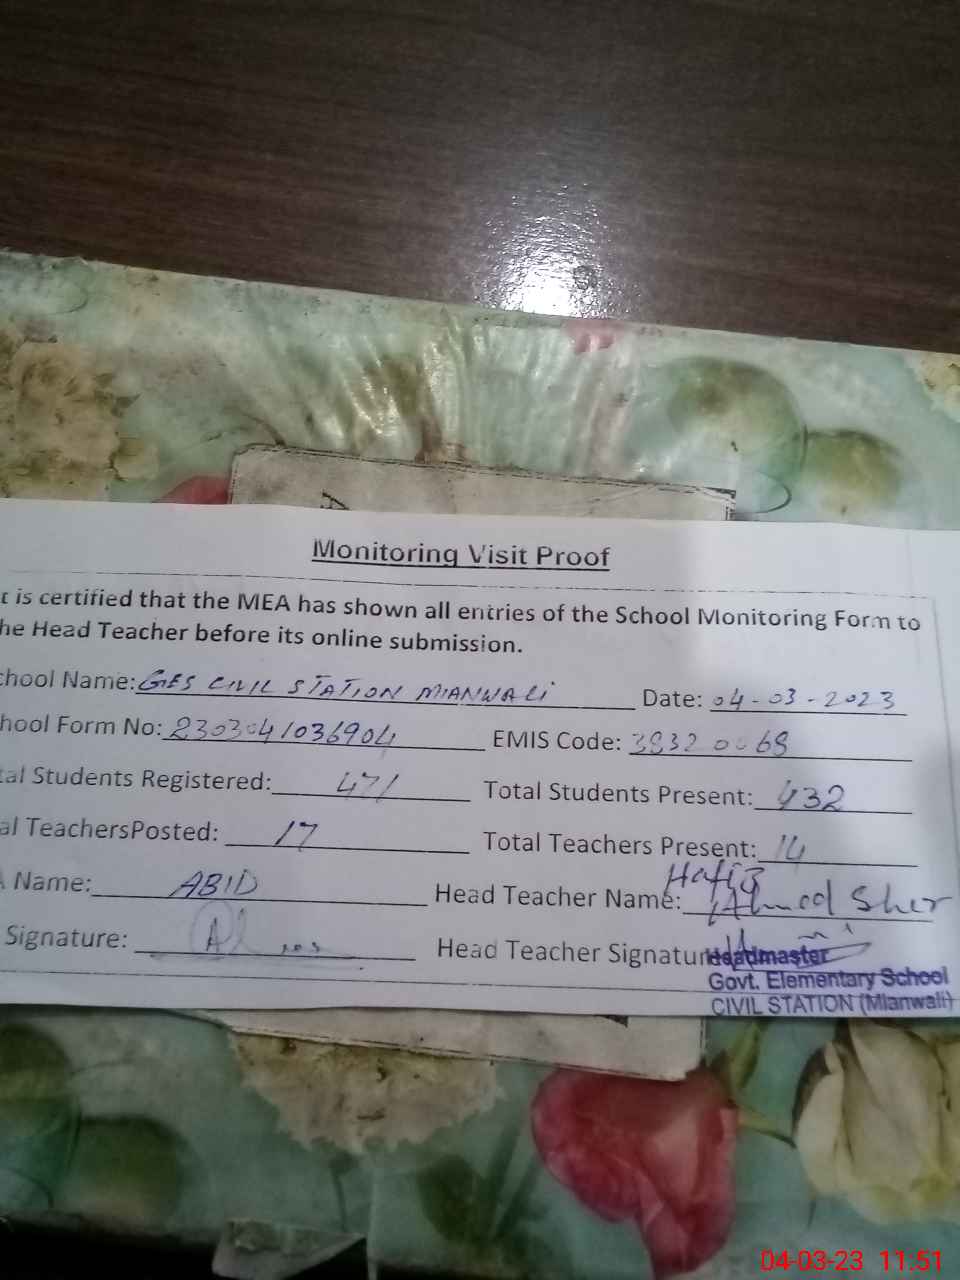 Monitoring Visit Proof
t is certified that the MEA has shown all entries of the School Monitoring Form to
he Head Teacher before its online submission.
chool Name: GES CIVIL STATION MIANWALI Date: 04-03-2023
hool Form No: 2303041036904 EMIS Code: 38320068
tal Students Registered: 471 Total Students Present: 432
al TeachersPosted: 17 Total Teachers Present: 14
A Name: ABID Head Teacher Name: Hafiz Ahmad Sher
Signature: Head Teacher Signature
Headmaster
Govt. Elementary School
CIVIL STATION (Mianwali)
04-03-23 11:51